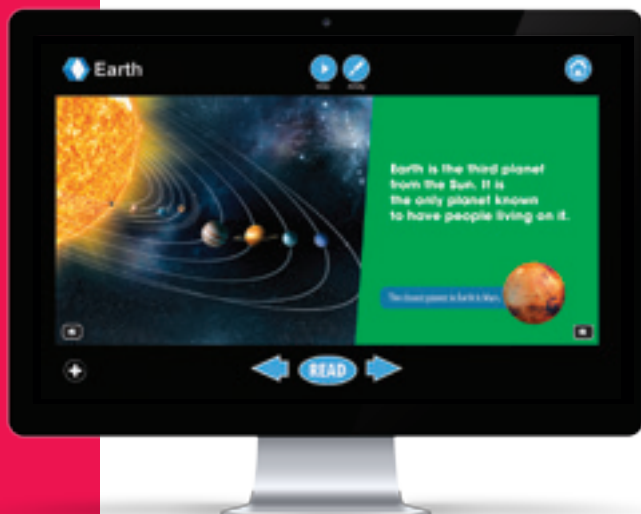 Earth
Earth is the third planet
from the Sun. It is
the only planet known
to have people living on it.
The closest planet to Earth is Mars.
READ